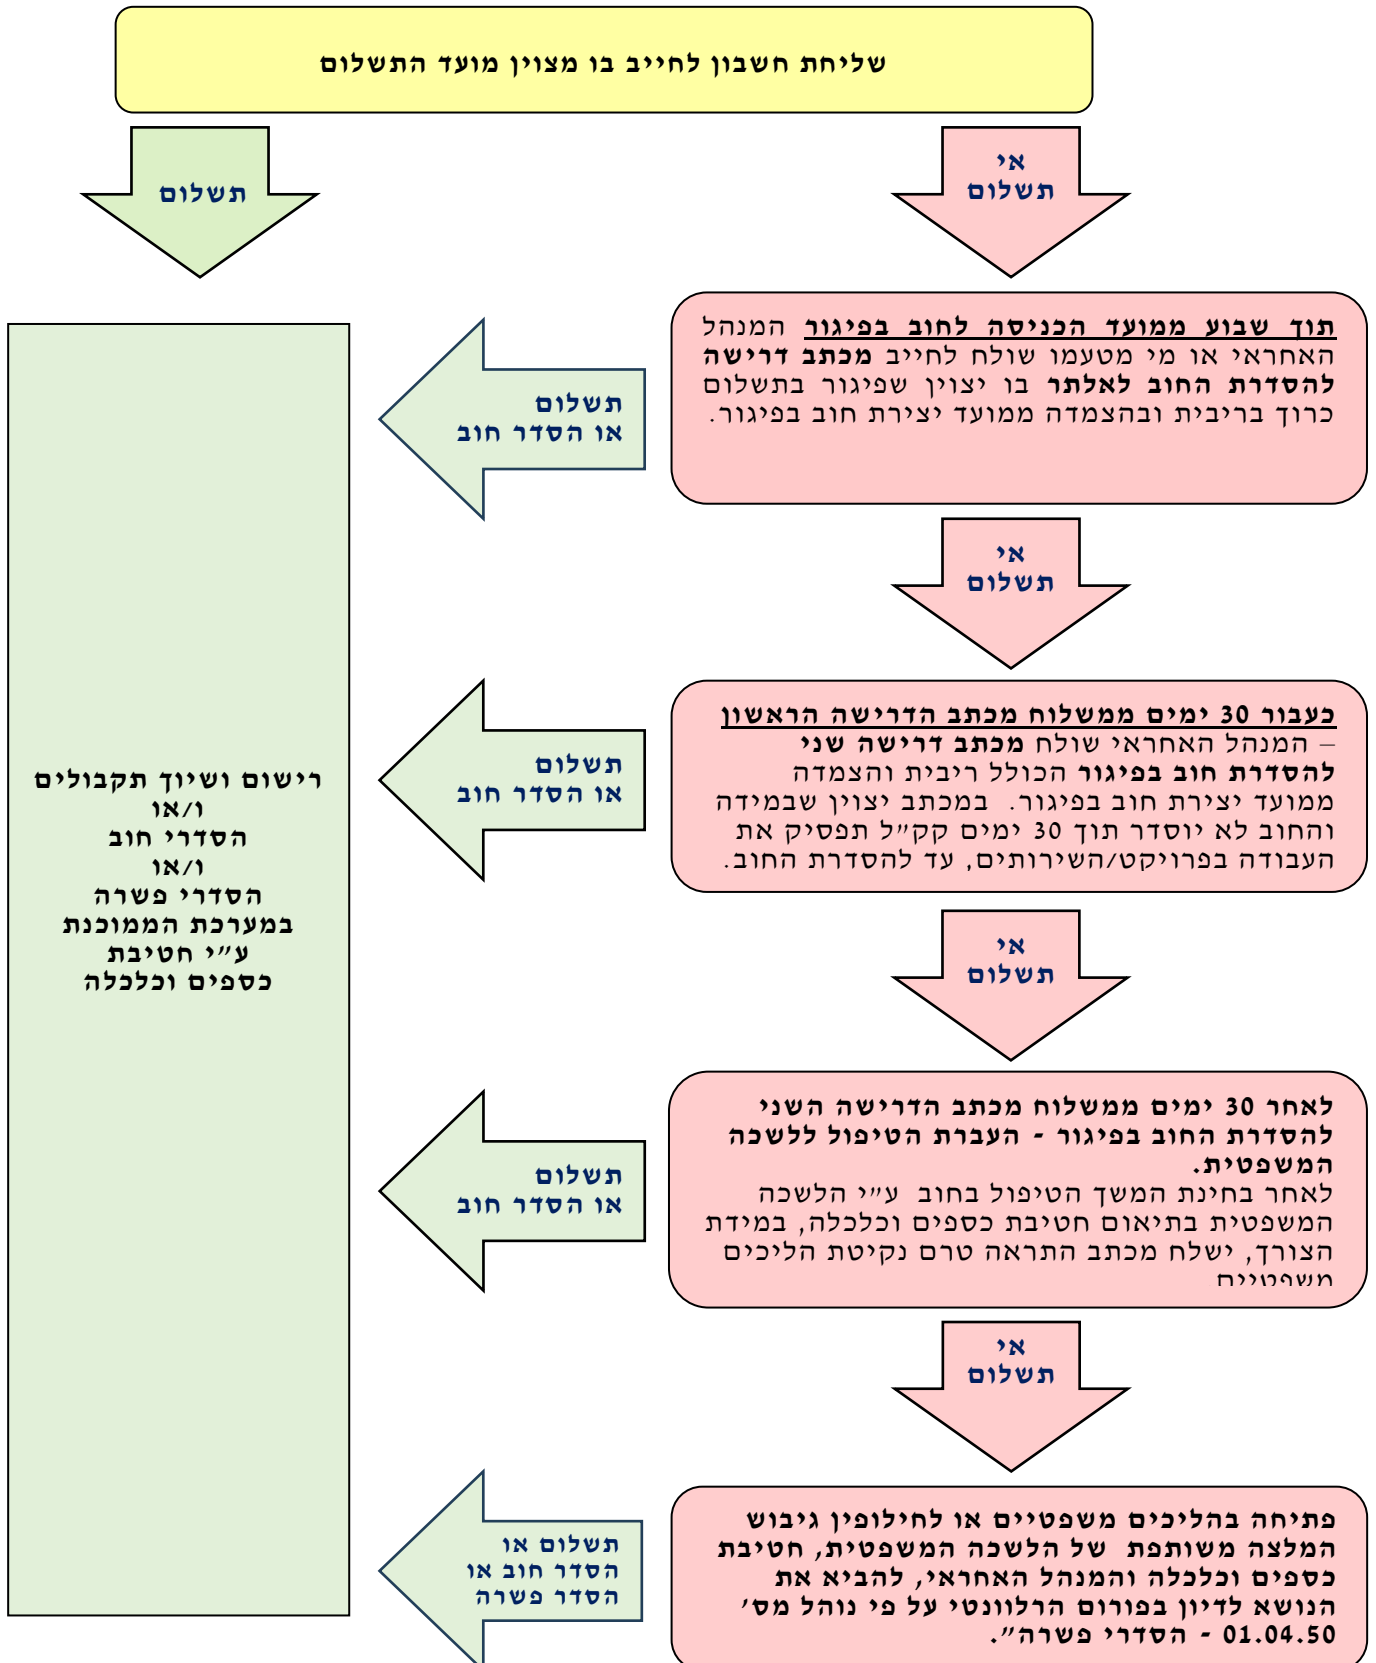 שליחת חשבון לחייב בו מצוין מועד התשלום
אי
תשלום
תשלום
תוך שבוע ממועד הכניסה לחוב בפיגור המנהל
האחראי או מי מטעמו שולח לחייב מכתב דרישה
להסדרת החוב לאלתר בו יצוין שפיגור בתשלום
כרוך בריבית ובהצמדה ממועד יצירת חוב בפיגור.
תשלום
או הסדר חוב
אי
תשלום
כעבור 30 ימים ממשלוח מכתב הדרישה הראשון
– המנהל האחראי שולח מכתב דרישה שני
להסדרת חוב בפיגור הכולל ריבית והצמדה
ממועד יצירת חוב בפיגור. במכתב יצוין שבמידה
והחוב לא יוסדר תוך 30 ימים קק״ל תפסיק את
העבודה בפרויקט/השירותים, עד להסדרת החוב.
תשלום
או הסדר חוב
רישום ושיוך תקבולים
ו/או
הסדרי חוב
ו/או
הסדרי פשרה
במערכת הממוכנת
ע״י חטיבת
כספים וכלכלה
אי
תשלום
לאחר 30 ימים ממשלוח מכתב הדרישה השני
להסדרת החוב בפיגור - העברת הטיפול ללשכה
המשפטית.
לאחר בחינת המשך הטיפול בחוב ע״י הלשכה
המשפטית בתיאום חטיבת כספים וכלכלה, במידת
הצורך, ישלח מכתב התראה טרם נקיטת הליכים
משפטיים
תשלום
או הסדר חוב
אי
תשלום
פתיחה בהליכים משפטיים או לחילופין גיבוש
המלצה משותפת של הלשכה המשפטית, חטיבת
כספים וכלכלה והמנהל האחראי, להביא את
הנושא לדיון בפורום הרלוונטי על פי נוהל מס׳
01.04.50 - הסדרי פשרה״.
תשלום או
הסדר חוב או
הסדר פשרה